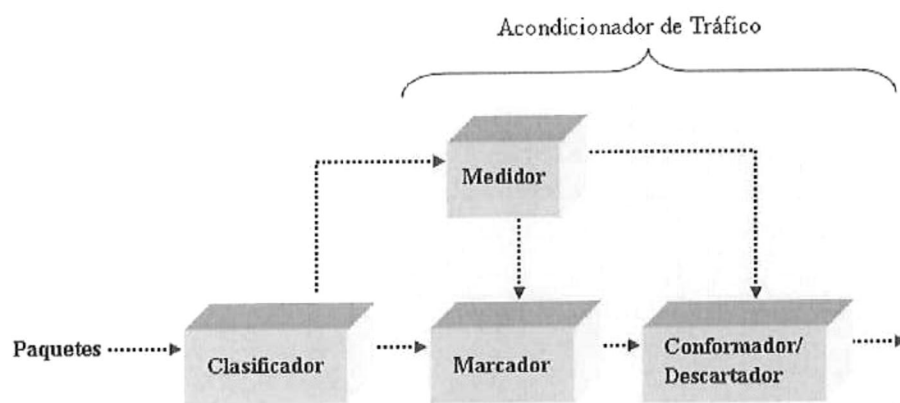 Acondicionador de Tráfico
Medidor
Paquetes
Clasificador
Marcador
Conformador/
Descartador